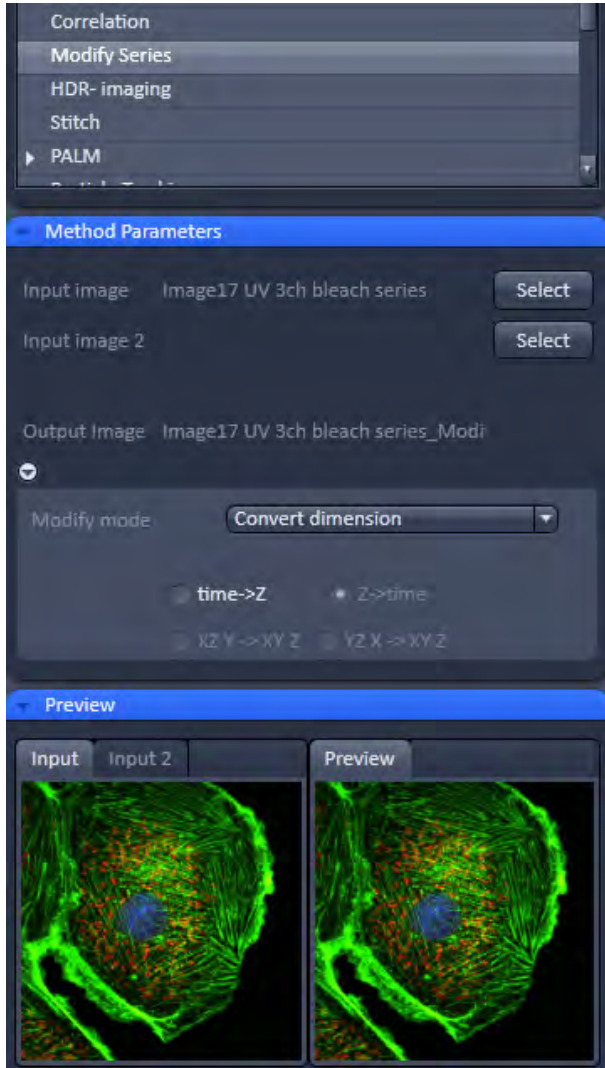 Correlation
Modify Series
HDR- imaging
Stitch
PALM
Method Parameters
Input image Image17 UV 3ch bleach series Select
Input image 2 Select
Output Image Image17 UV 3ch bleach series_Modi
Modify mode Convert dimension
time->Z Z->time
XZ Y -> XY Z YZ X -> XY Z
Preview
Input Input 2 Preview